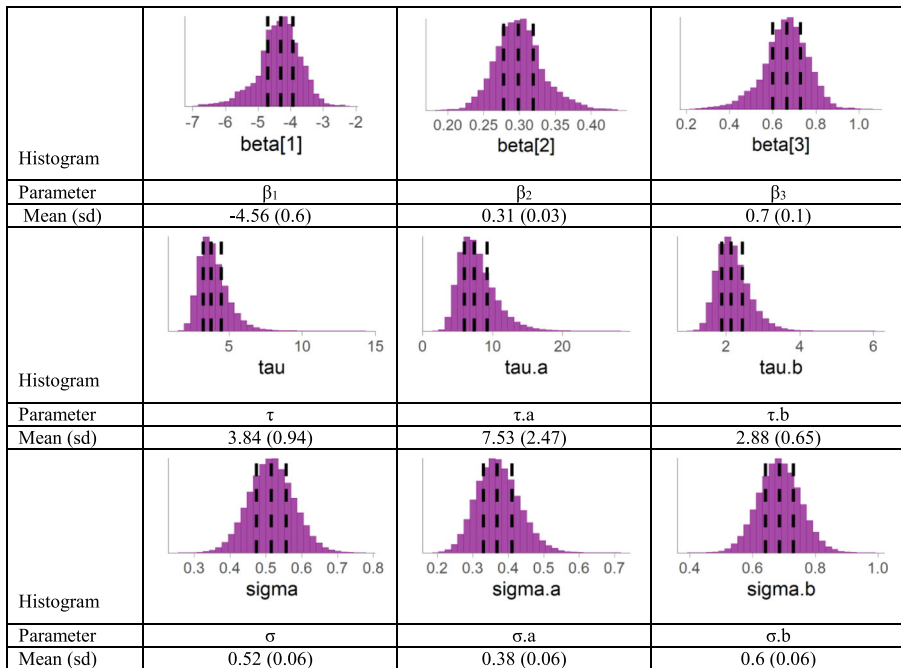 -7 -6 -5 -4 -3 -2
0.20 0.30 0.40
0.2 0.4 0.6 0.8 1.0
beta[1]
beta[2]
beta[3]
Histogram
Parameter β₁ β₂ β₃
Mean (sd) -4.56 (0.6) 0.31 (0.03) 0.7 (0.1)
5 10 15
0 10 20
2 4 6
tau
tau.a
tau.b
Histogram
Parameter τ τ.a τ.b
Mean (sd) 3.84 (0.94) 7.53 (2.47) 2.88 (0.65)
0.3 0.4 0.5 0.6 0.7 0.8
0.2 0.3 0.4 0.5 0.6 0.7
0.4 0.6 0.8 1.0
sigma
sigma.a
sigma.b
Histogram
Parameter σ σ.a σ.b
Mean (sd) 0.52 (0.06) 0.38 (0.06) 0.6 (0.06)